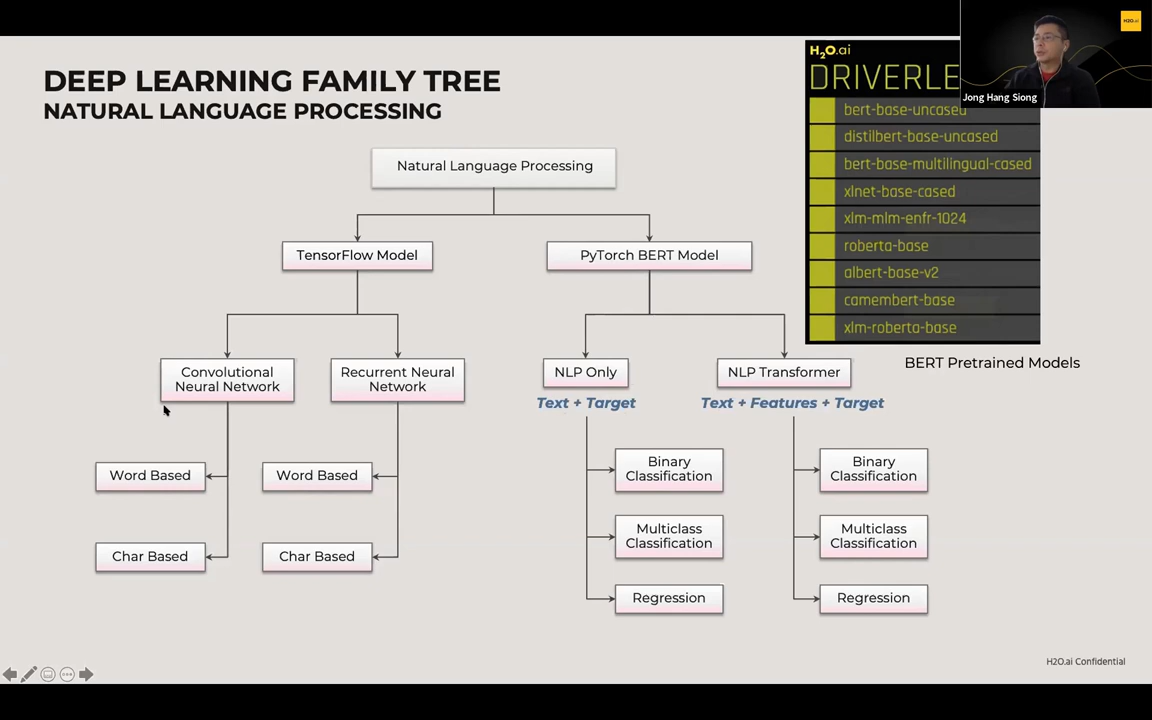 DEEP LEARNING FAMILY TREE
NATURAL LANGUAGE PROCESSING
H2O.ai
Jong Hang Siong
H2O.ai
DRIVERLE
bert-base-uncased
distilbert-base-uncased
bert-base-multilingual-cased
xlnet-base-cased
xlm-mlm-enfr-1024
roberta-base
albert-base-v2
camembert-base
xlm-roberta-base
BERT Pretrained Models
Natural Language Processing
TensorFlow Model
PyTorch BERT Model
Convolutional
Neural Network
Recurrent Neural
Network
NLP Only
NLP Transformer
Text + Target
Text + Features + Target
Word Based
Word Based
Binary
Classification
Binary
Classification
Char Based
Char Based
Multiclass
Classification
Multiclass
Classification
Regression
Regression
H2O.ai Confidential